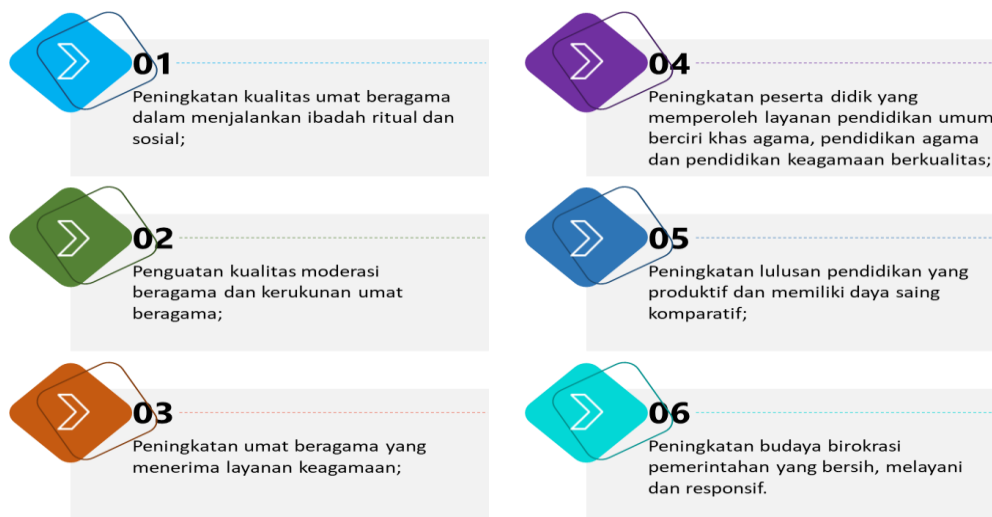 01
Peningkatan kualitas umat beragama
dalam menjalankan ibadah ritual dan
sosial;
02
Penguatan kualitas moderasi
beragama dan kerukunan umat
beragama;
03
Peningkatan umat beragama yang
menerima layanan keagamaan;
04
Peningkatan peserta didik yang
memperoleh layanan pendidikan umum
berciri khas agama, pendidikan agama
dan pendidikan keagamaan berkualitas;
05
Peningkatan lulusan pendidikan yang
produktif dan memiliki daya saing
komparatif;
06
Peningkatan budaya birokrasi
pemerintahan yang bersih, melayani
dan responsif.